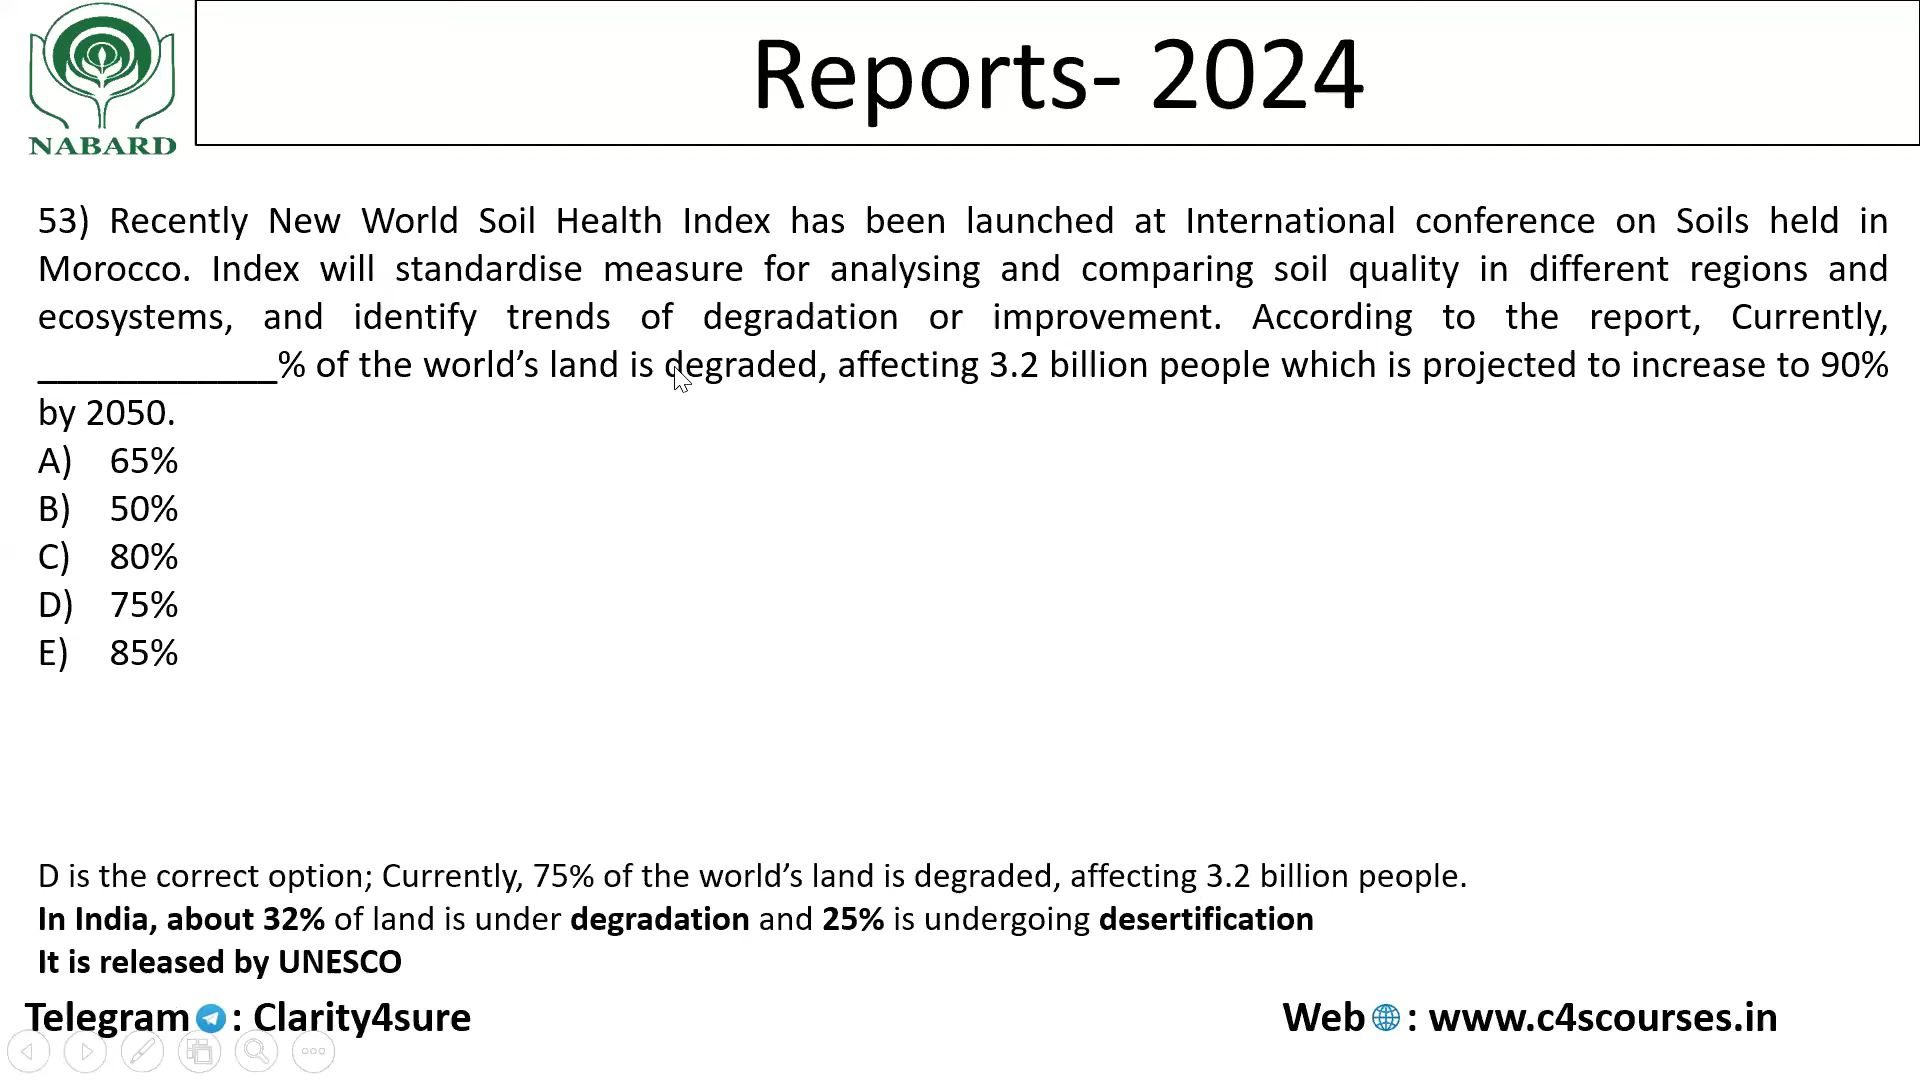 NABARD
Reports- 2024
53) Recently New World Soil Health Index has been launched at International conference on Soils held in
Morocco. Index will standardise measure for analysing and comparing soil quality in different regions and
ecosystems, and identify trends of degradation or improvement. According to the report, Currently,
____________% of the world’s land is degraded, affecting 3.2 billion people which is projected to increase to 90%
by 2050.
A) 65%
B) 50%
C) 80%
D) 75%
E) 85%
D is the correct option; Currently, 75% of the world’s land is degraded, affecting 3.2 billion people.
In India, about 32% of land is under degradation and 25% is undergoing desertification
It is released by UNESCO
Telegram : Clarity4sure
Web : www.c4scourses.in